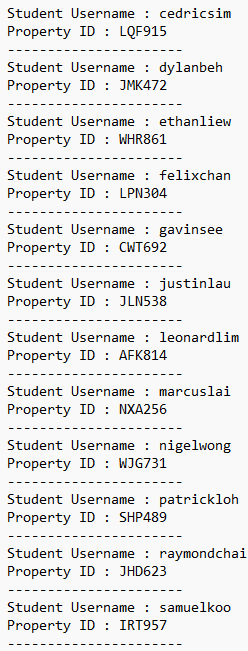 Student Username : cedricsim
Property ID : LQF915
----------------------
Student Username : dylanbeh
Property ID : JMK472
----------------------
Student Username : ethanliew
Property ID : WHR861
----------------------
Student Username : felixchan
Property ID : LPN304
----------------------
Student Username : gavinsee
Property ID : CWT692
----------------------
Student Username : justinlau
Property ID : JLN538
----------------------
Student Username : leonardlim
Property ID : AFK814
----------------------
Student Username : marcuslai
Property ID : NXA256
----------------------
Student Username : nigelwong
Property ID : WJG731
----------------------
Student Username : patrickloh
Property ID : SHP489
----------------------
Student Username : raymondchai
Property ID : JHD623
----------------------
Student Username : samuelkoo
Property ID : IRT957
----------------------